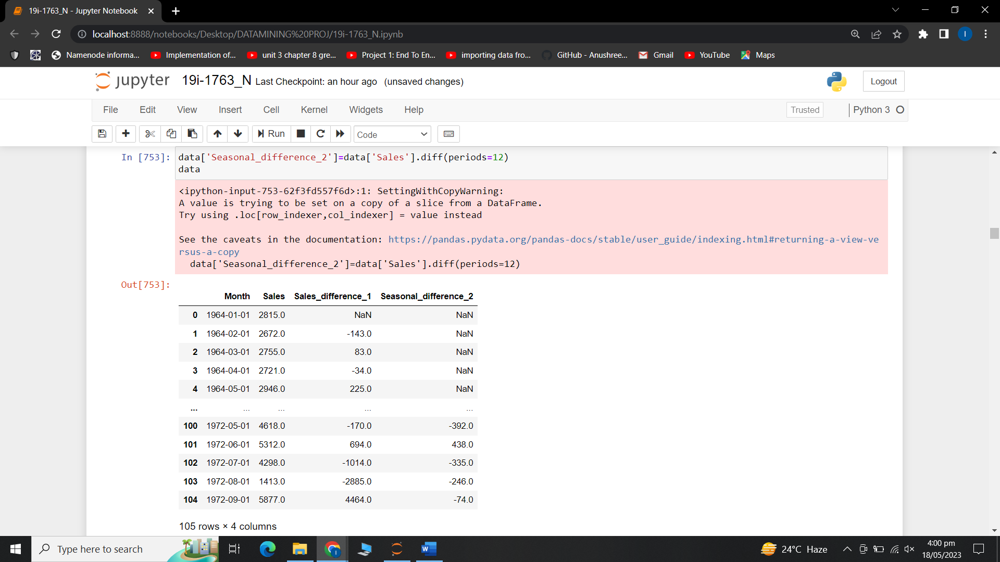 19i-1763_N - Jupyter Notebook
localhost:8888/notebooks/Desktop/DATAMINING%20PROJ/19i-1763_N.ipynb
Namenode informa... Implementation of... unit 3 chapter 8 gre... Project 1: End To En... importing data fro... GitHub - Anushree... Gmail YouTube Maps
jupyter 19i-1763_N Last Checkpoint: an hour ago (unsaved changes) Logout
File Edit View Insert Cell Kernel Widgets Help Trusted Python 3
Run Code
In [753]: data['Seasonal_difference_2']=data['Sales'].diff(periods=12)
data
<ipython-input-753-62f3fd557f6d>:1: SettingWithCopyWarning:
A value is trying to be set on a copy of a slice from a DataFrame.
Try using .loc[row_indexer,col_indexer] = value instead
See the caveats in the documentation: https://pandas.pydata.org/pandas-docs/stable/user_guide/indexing.html#returning-a-view-ve
rsus-a-copy
data['Seasonal_difference_2']=data['Sales'].diff(periods=12)
Out[753]:
Month Sales Sales_difference_1 Seasonal_difference_2
0 1964-01-01 2815.0 NaN NaN
1 1964-02-01 2672.0 -143.0 NaN
2 1964-03-01 2755.0 83.0 NaN
3 1964-04-01 2721.0 -34.0 NaN
4 1964-05-01 2946.0 225.0 NaN
... ... ... ... ...
100 1972-05-01 4618.0 -170.0 -392.0
101 1972-06-01 5312.0 694.0 438.0
102 1972-07-01 4298.0 -1014.0 -335.0
103 1972-08-01 1413.0 -2885.0 -246.0
104 1972-09-01 5877.0 4464.0 -74.0
105 rows × 4 columns
Type here to search 24°C Haze 4:00 pm
18/05/2023